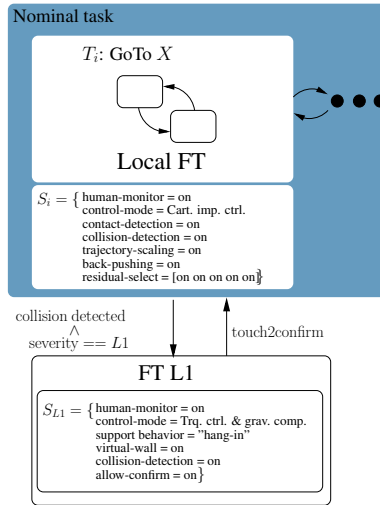 Nominal task
T_i: GoTo X
Local FT
S_i = { human-monitor = on
control-mode = Cart. imp. ctrl.
contact-detection = on
collision-detection = on
trajectory-scaling = on
back-pushing = on
residual-select = [on on on on on]}
collision detected
∧
severity == L1
touch2confirm
FT L1
S_{L1} = {human-monitor = on
control-mode = Trq. ctrl. & grav. comp.
support behavior = "hang-in"
virtual-wall = on
collision-detection = on
allow-confirm = on}